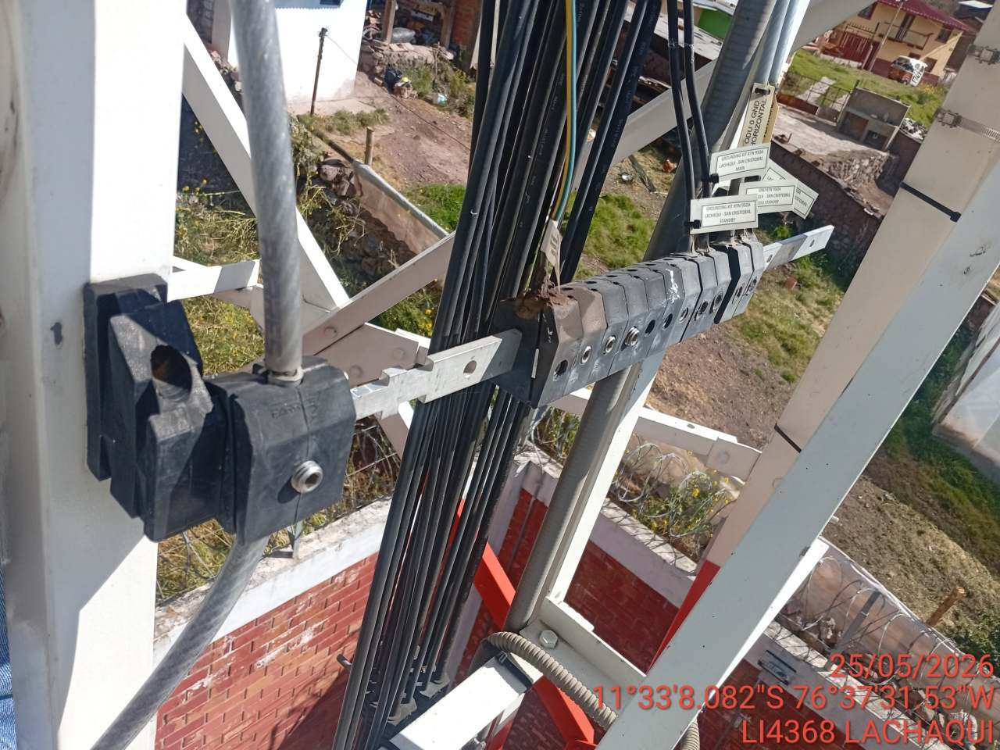 ODU 0 GND
HORIZONTAL
GROUNDING KIT RTN 950A
LACHAQUI - SAN CRISTOBAL
MAIN
GROUNDING KIT RTN 950A
LACHAQUI - SAN CRISTOBAL
STANDBY
25/05/2026
11°33'8.082"S 76°37'31.53"W
LI4368 LACHAQUI